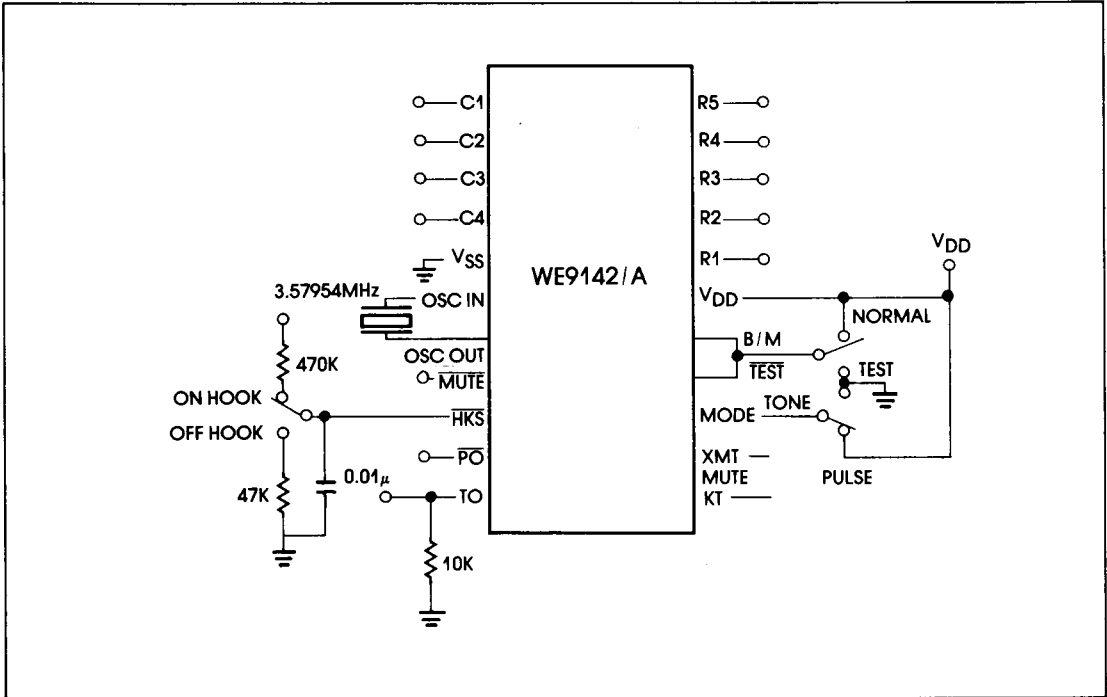 C1
C2
C3
C4
VSS
3.57954MHz
OSC IN
OSC OUT
470K
MUTE
ON HOOK
HKS
OFF HOOK
PO
47K
0.01μ
TO
10K
WE9142/A
R5
R4
R3
R2
R1
VDD
VDD
NORMAL
B/M
TEST
TEST
TONE
MODE
XMT
MUTE
PULSE
KT